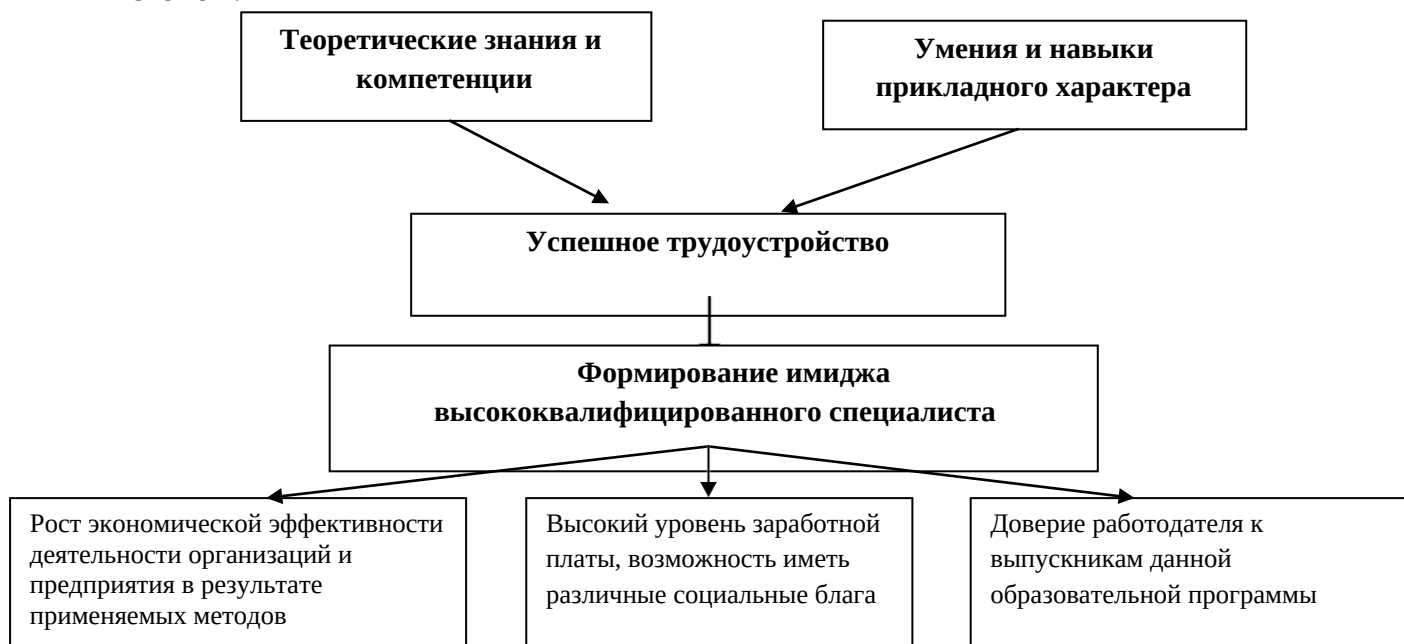 Теоретические знания и
компетенции
Умения и навыки
прикладного характера
Успешное трудоустройство
Формирование имиджа
высококвалифицированного специалиста
Рост экономической эффективности
деятельности организаций и
предприятия в результате
применяемых методов
Высокий уровень заработной
платы, возможность иметь
различные социальные блага
Доверие работодателя к
выпускникам данной
образовательной программы